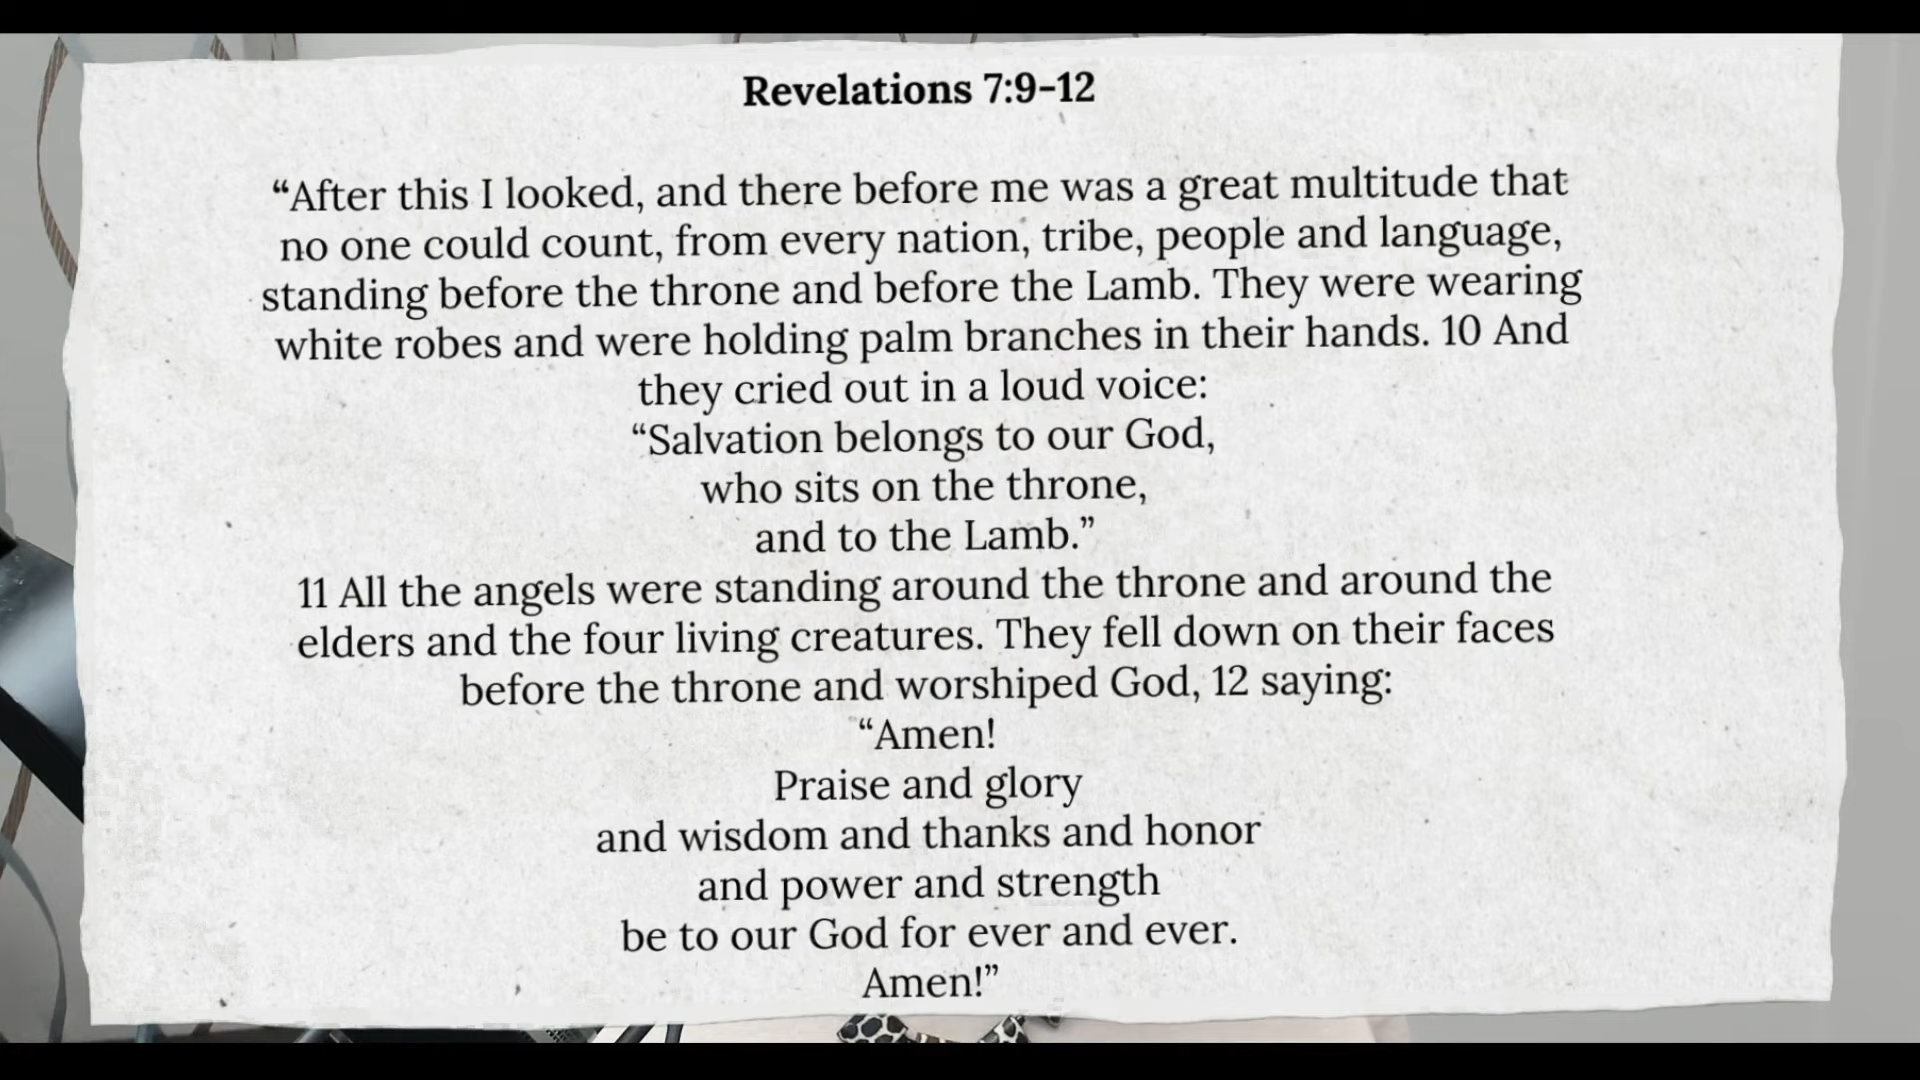 Revelations 7:9-12
“After this I looked, and there before me was a great multitude that
no one could count, from every nation, tribe, people and language,
standing before the throne and before the Lamb. They were wearing
white robes and were holding palm branches in their hands. 10 And
they cried out in a loud voice:
“Salvation belongs to our God,
who sits on the throne,
and to the Lamb.”
11 All the angels were standing around the throne and around the
elders and the four living creatures. They fell down on their faces
before the throne and worshiped God, 12 saying:
“Amen!
Praise and glory
and wisdom and thanks and honor
and power and strength
be to our God for ever and ever.
Amen!”